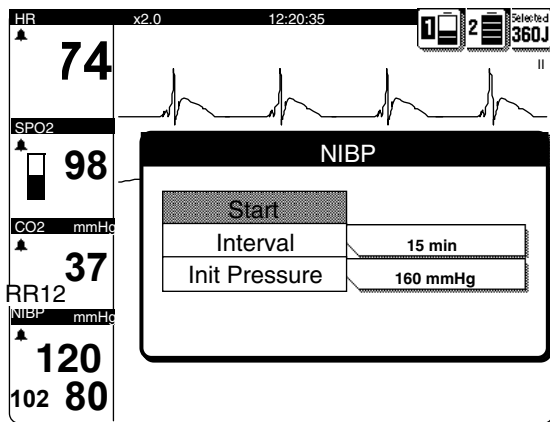 HR x2.0 12:20:35 1 2 Selected
360J
74
II
SPO2
98
NIBP
Start
Interval 15 min
Init Pressure 160 mmHg
CO2 mmHg
37
RR12
NIBP mmHg
120
102 80